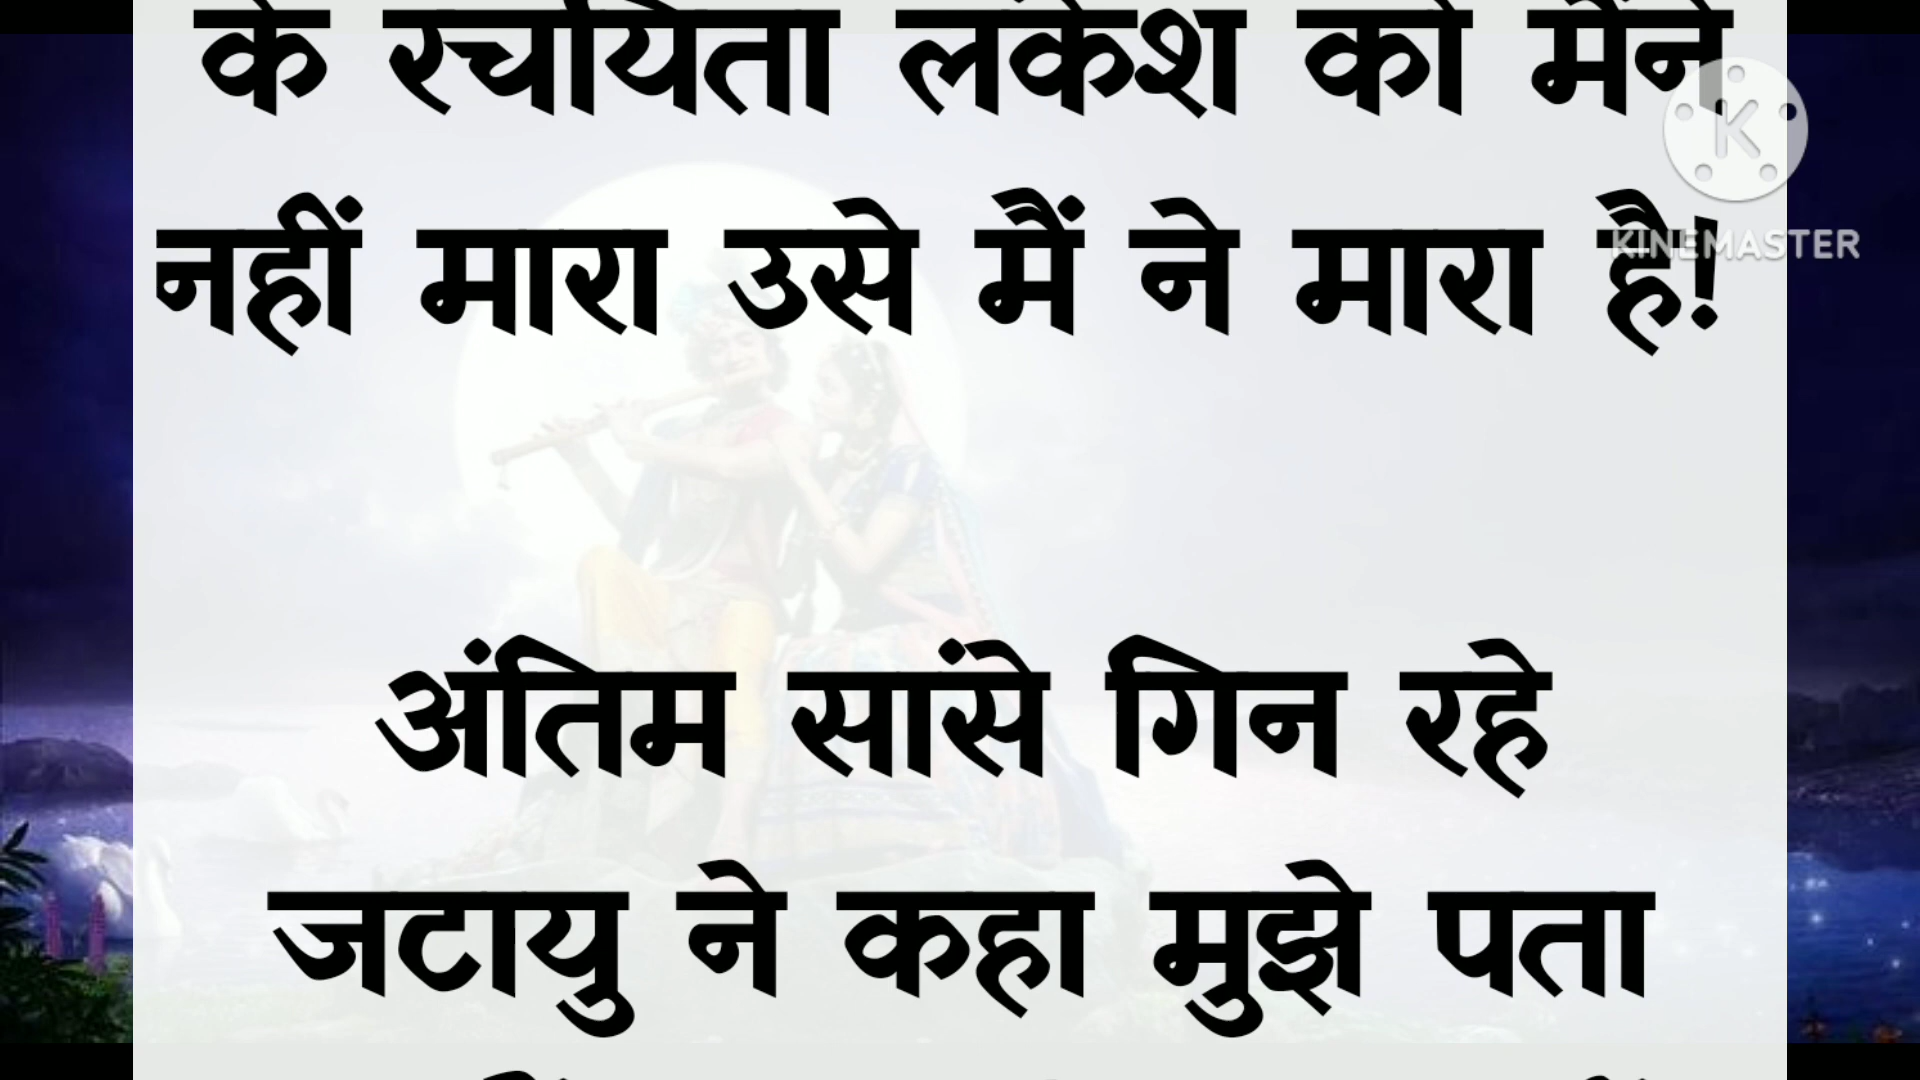 के रचयिता लंकेश को मैंने
नहीं मारा उसे मैं ने मारा है!
KINEMASTER
अंतिम सांसे गिन रहे
जटायु ने कहा मुझे पता